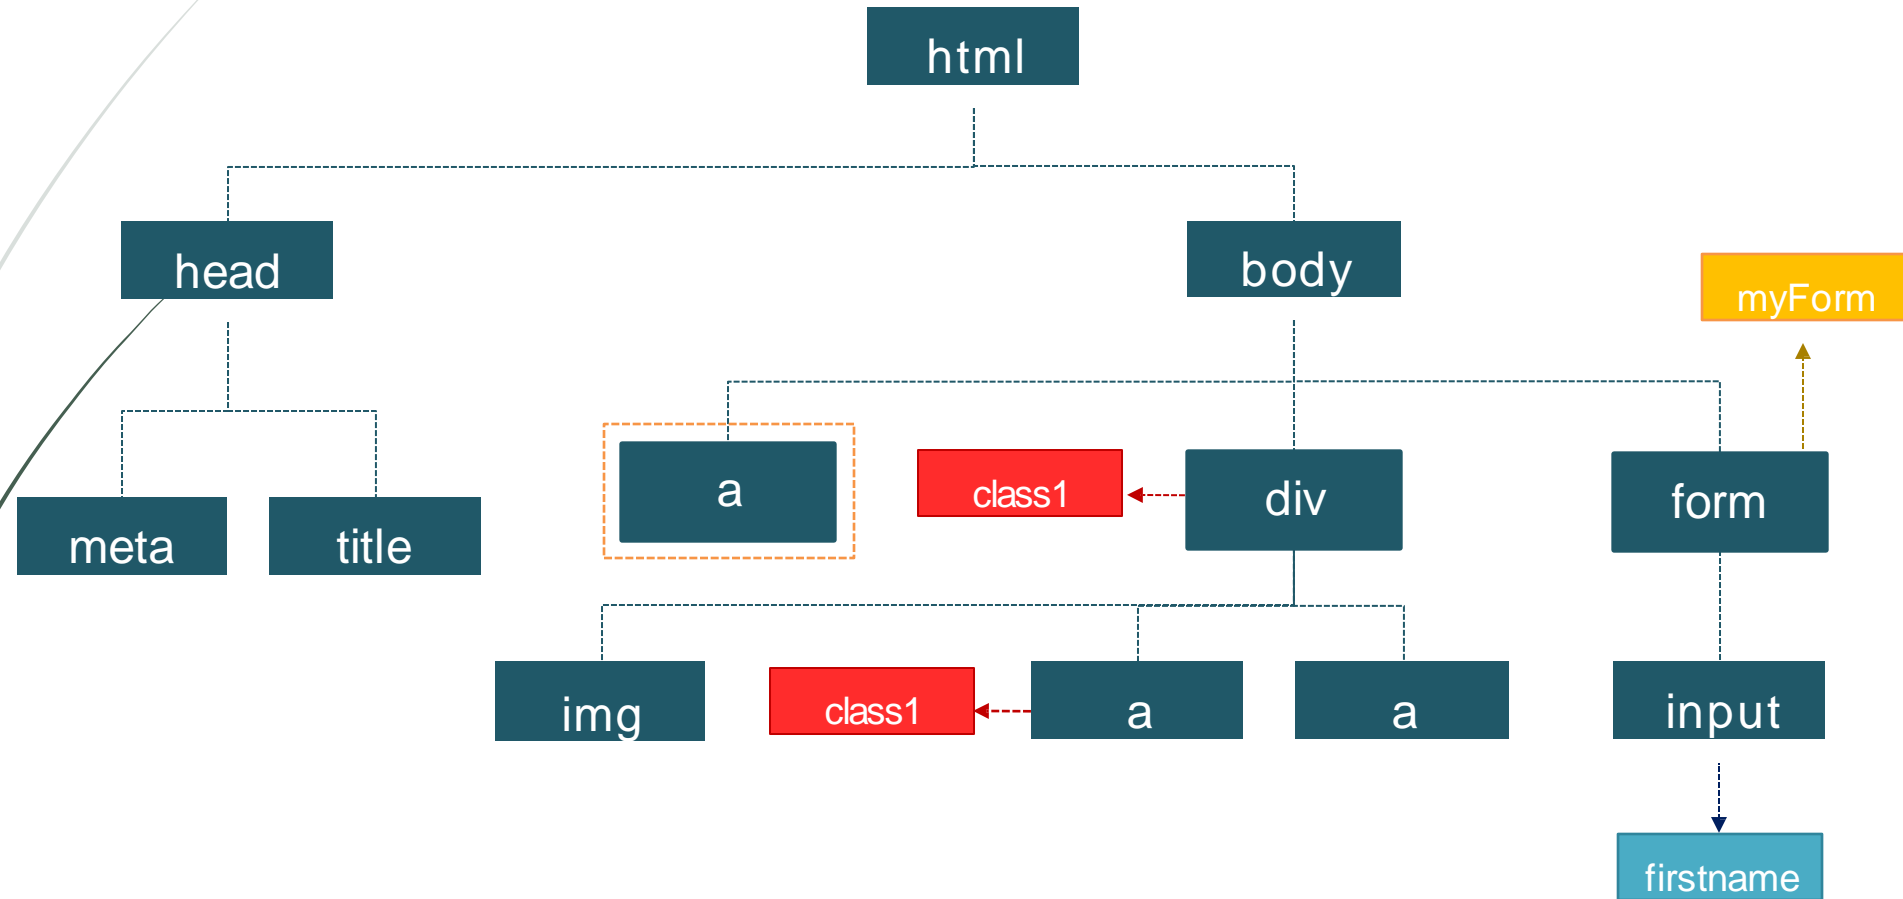 html
head
body
myForm
a
class1
div
form
meta
title
img
class1
a
a
input
firstname